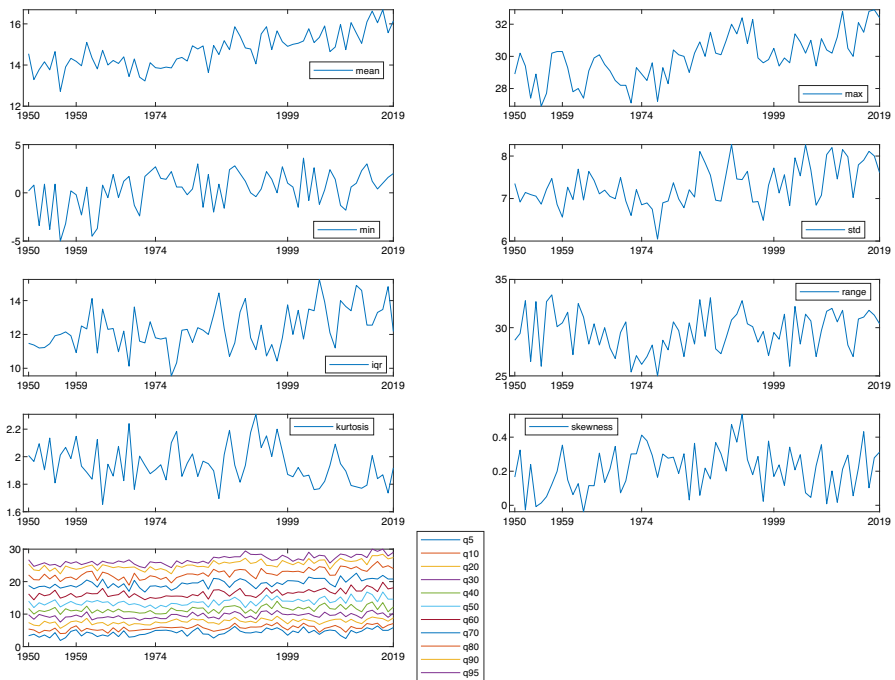 16
14
12
1950 1959 1974 1999 2019
mean
32
30
28
1950 1959 1974 1999 2019
max
5
0
-5
1950 1959 1974 1999 2019
min
8
7
6
1950 1959 1974 1999 2019
std
14
12
10
1950 1959 1974 1999 2019
iqr
35
30
25
1950 1959 1974 1999 2019
range
2.2
2
1.8
1.6
1950 1959 1974 1999 2019
kurtosis
0.4
0.2
0
1950 1959 1974 1999 2019
skewness
30
20
10
0
1950 1959 1974 1999 2019
q5
q10
q20
q30
q40
q50
q60
q70
q80
q90
q95